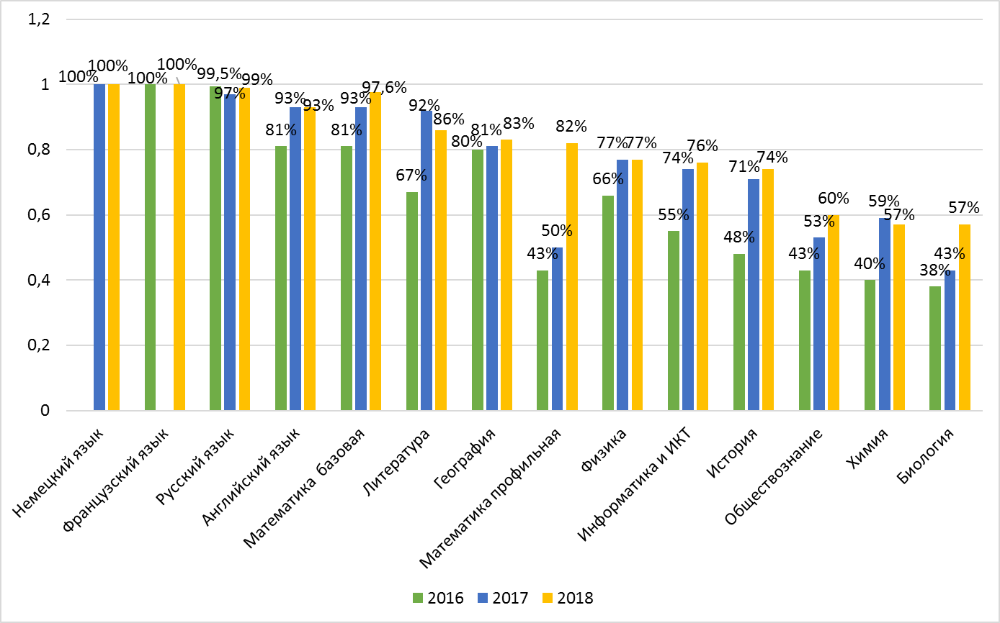 1,2
1
0,8
0,6
0,4
0,2
0
100% 100%
100% 100%
99,5% 97% 99%
81% 93% 93%
81% 93% 97,6%
67% 92% 86%
80% 81% 83%
43% 50% 82%
66% 77% 77%
55% 74% 76%
48% 71% 74%
43% 53% 60%
40% 59% 57%
38% 43% 57%
Немецкий язык
Французский язык
Русский язык
Английский язык
Математика базовая
Литература
География
Математика профильная
Физика
Информатика и ИКТ
История
Обществознание
Химия
Биология
2016 2017 2018